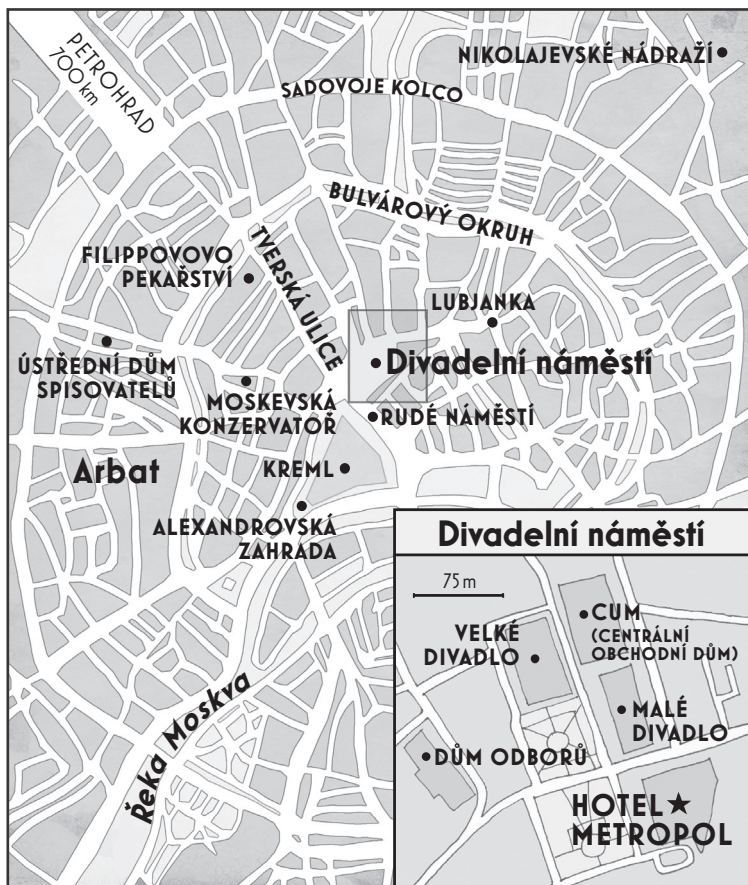 PETROHRAD
700 km
NIKOLAJEVSKÉ NÁDRAŽÍ
SADOVOJE KOLCO
BULVÁROVÝ OKRUH
TVERSKÁ ULICE
FILIPPOVOVO
PEKAŘSTVÍ
LUBJANKA
ÚSTŘEDNÍ DŮM
SPISOVATELŮ
Divadelní náměstí
MOSKEVSKÁ
KONZERVATOŘ
RUDÉ NÁMĚSTÍ
Arbat
KREML
ALEXANDROVSKÁ
ZAHRADA
Řeka Moskva
Divadelní náměstí
75 m
CUM
(CENTRÁLNÍ
OBCHODNÍ DŮM)
VELKÉ
DIVADLO
MALÉ
DIVADLO
DŮM ODBORŮ
HOTEL
METROPOL